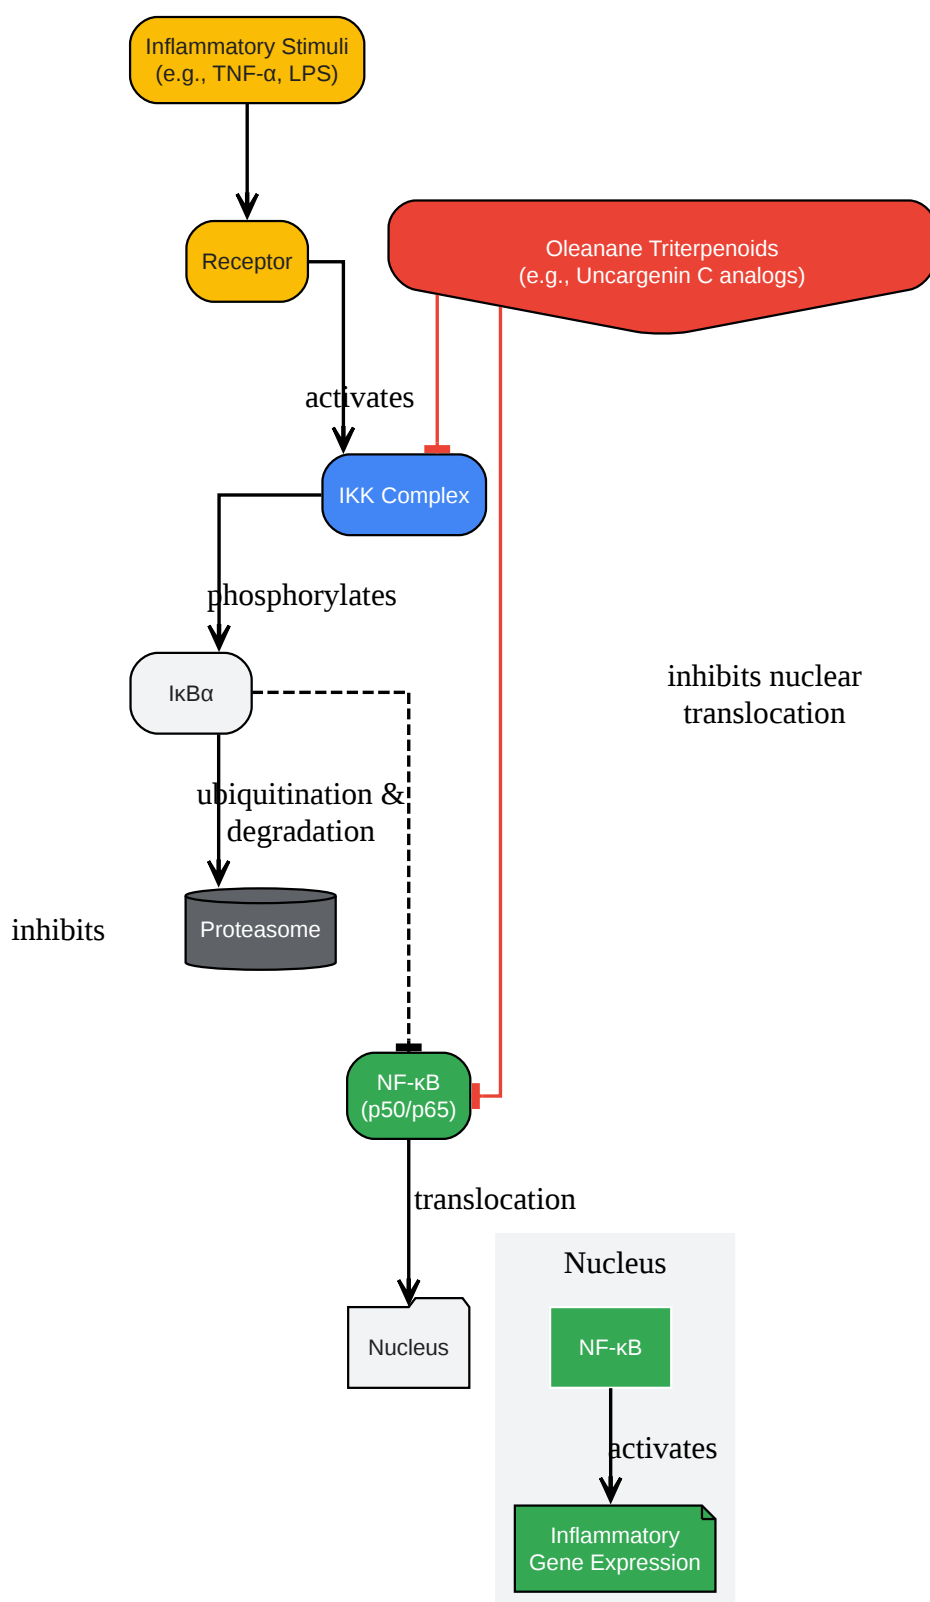 Inflammatory Stimuli
(e.g., TNF-α, LPS)
Receptor
Oleanane Triterpenoids
(e.g., Uncargenin C analogs)
activates
IKK Complex
phosphorylates
IκBα
inhibits nuclear
translocation
ubiquitination &
degradation
inhibits
Proteasome
NF-κB
(p50/p65)
translocation
Nucleus
Nucleus
NF-κB
activates
Inflammatory
Gene Expression